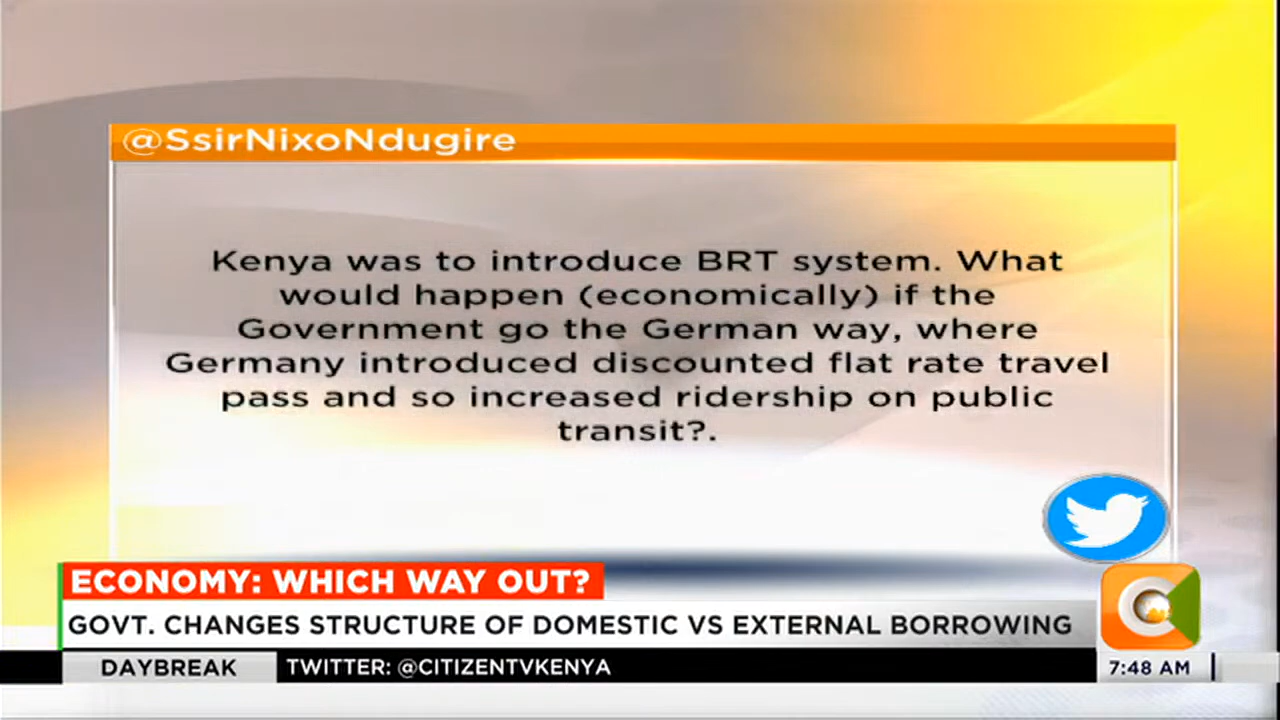 @SsirNixoNdugire
Kenya was to introduce BRT system. What
would happen (economically) if the
Government go the German way, where
Germany introduced discounted flat rate travel
pass and so increased ridership on public
transit?.
ECONOMY: WHICH WAY OUT?
GOVT. CHANGES STRUCTURE OF DOMESTIC VS EXTERNAL BORROWING
DAYBREAK
TWITTER: @CITIZENTVKENYA
7:48 AM